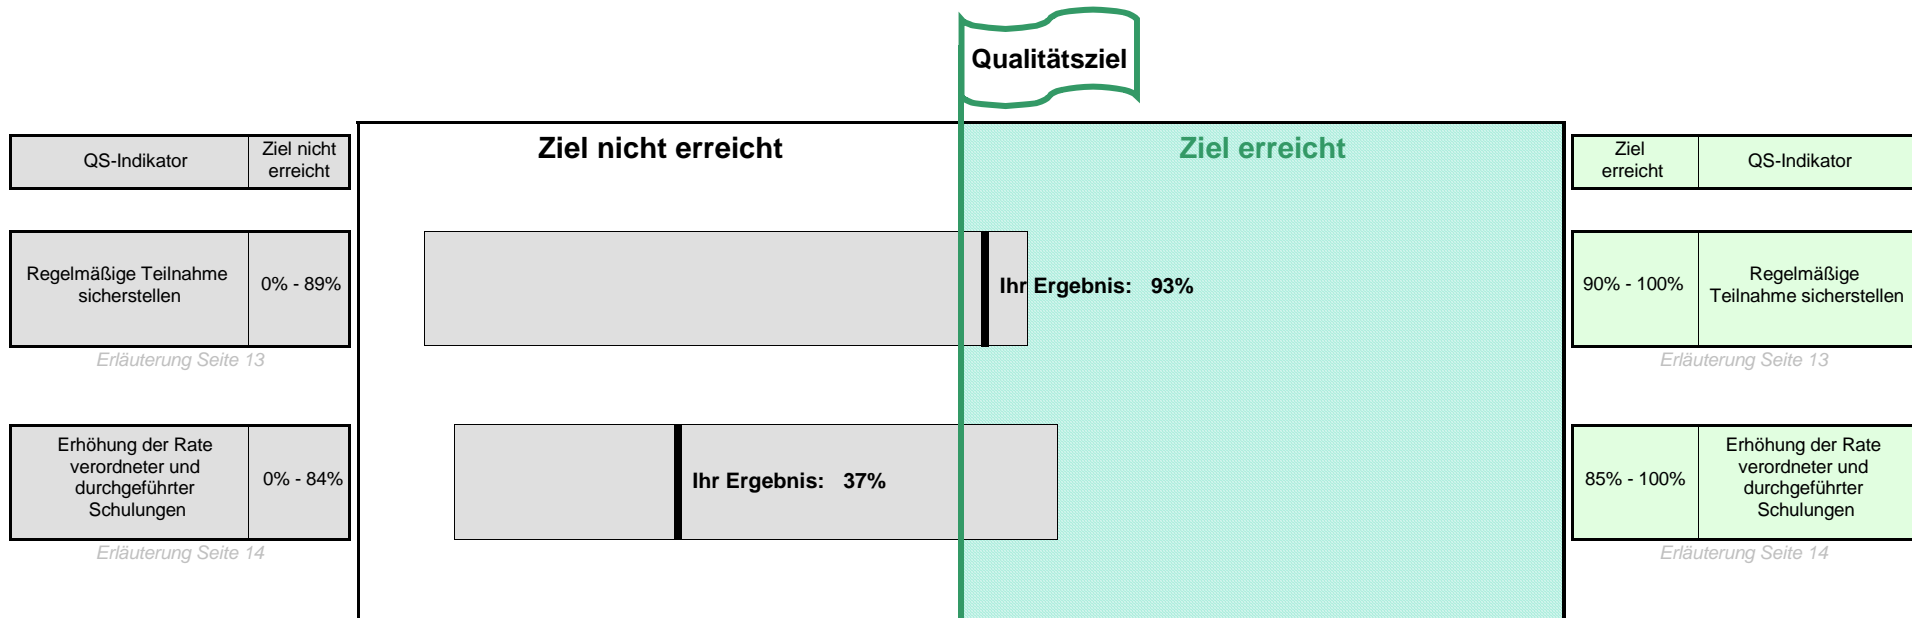 Qualitätsziel
Ziel nicht erreicht
Ziel erreicht
QS-Indikator
Ziel nicht
erreicht
Ziel
erreicht
QS-Indikator
Regelmäßige Teilnahme
sicherstellen
0% - 89%
Ihr Ergebnis: 93%
90% - 100%
Regelmäßige
Teilnahme sicherstellen
Erläuterung Seite 13
Erläuterung Seite 13
Erhöhung der Rate
verordneter und
durchgeführter
Schulungen
0% - 84%
Ihr Ergebnis: 37%
85% - 100%
Erhöhung der Rate
verordneter und
durchgeführter
Schulungen
Erläuterung Seite 14
Erläuterung Seite 14